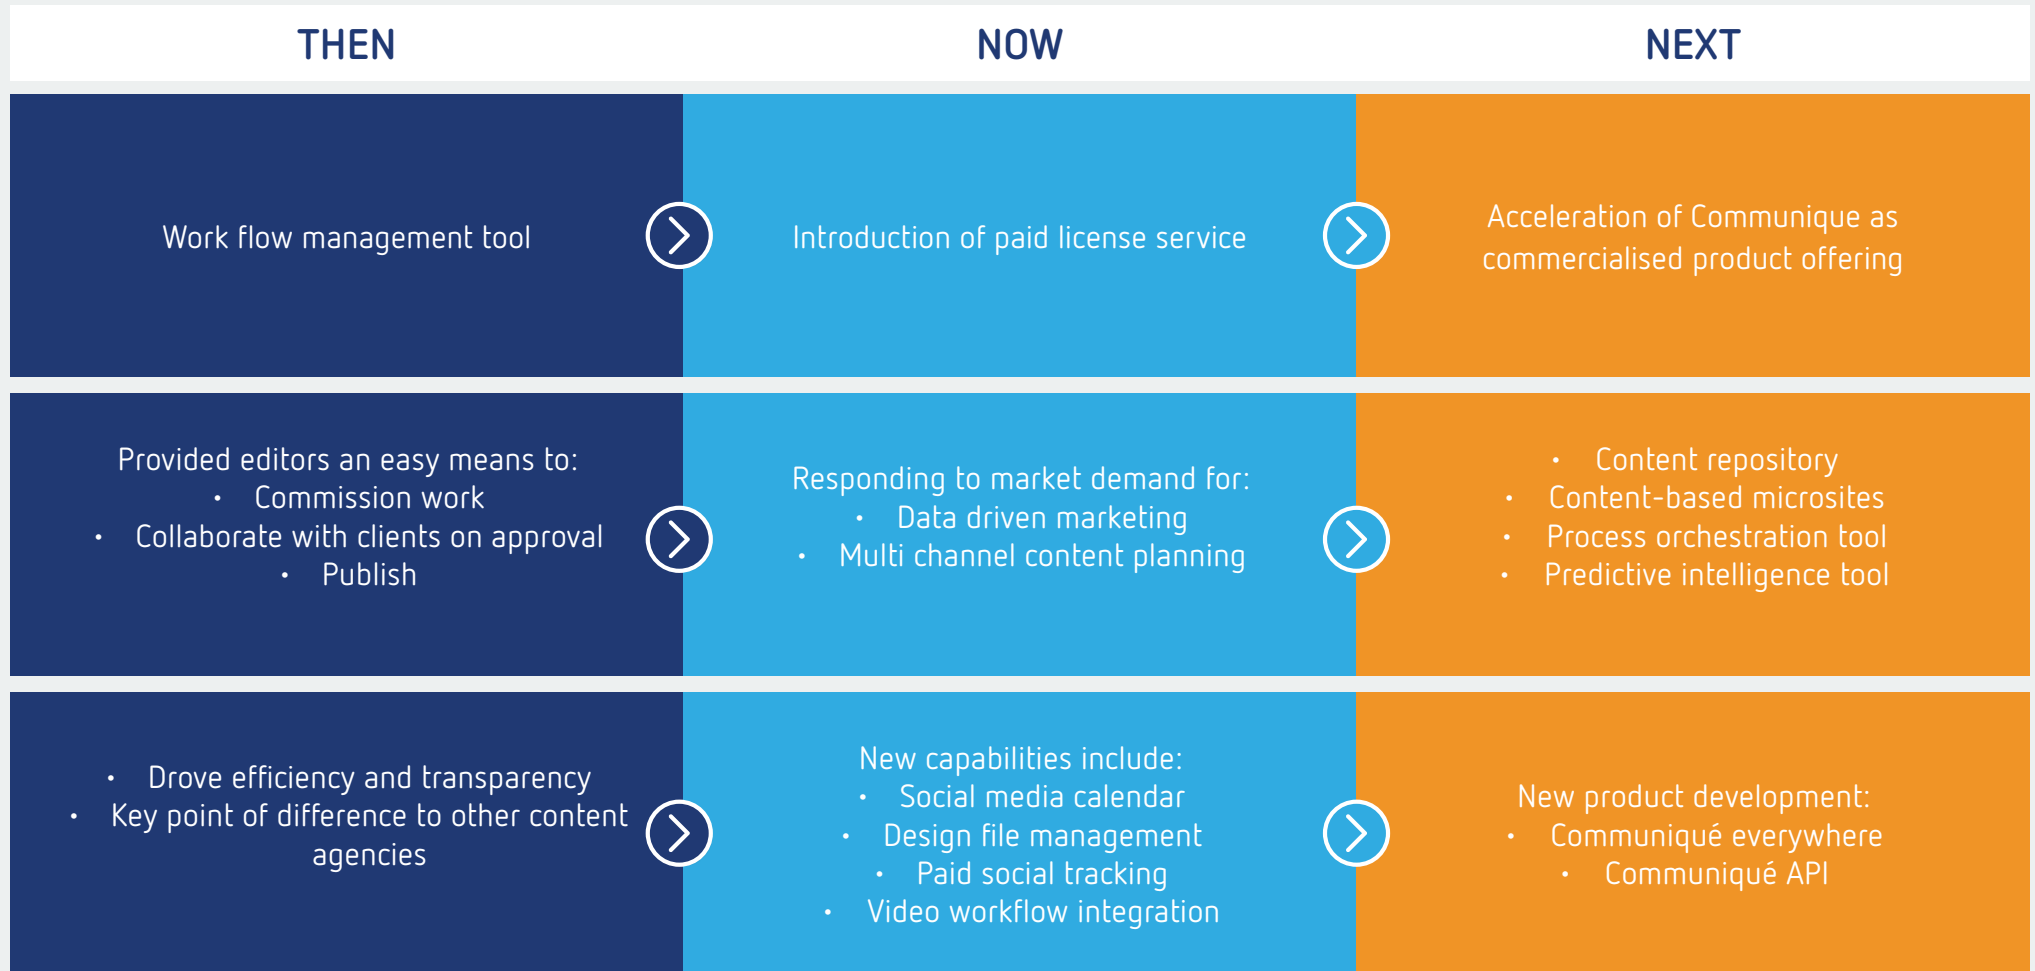 THEN
NOW
NEXT
Work flow management tool
Introduction of paid license service
Acceleration of Communique as
commercialised product offering
Provided editors an easy means to:
• Commission work
• Collaborate with clients on approval
• Publish
Responding to market demand for:
• Data driven marketing
• Multi channel content planning
• Content repository
• Content-based microsites
• Process orchestration tool
• Predictive intelligence tool
• Drove efficiency and transparency
• Key point of difference to other content
agencies
New capabilities include:
• Social media calendar
• Design file management
• Paid social tracking
• Video workflow integration
New product development:
• Communiqué everywhere
• Communiqué API